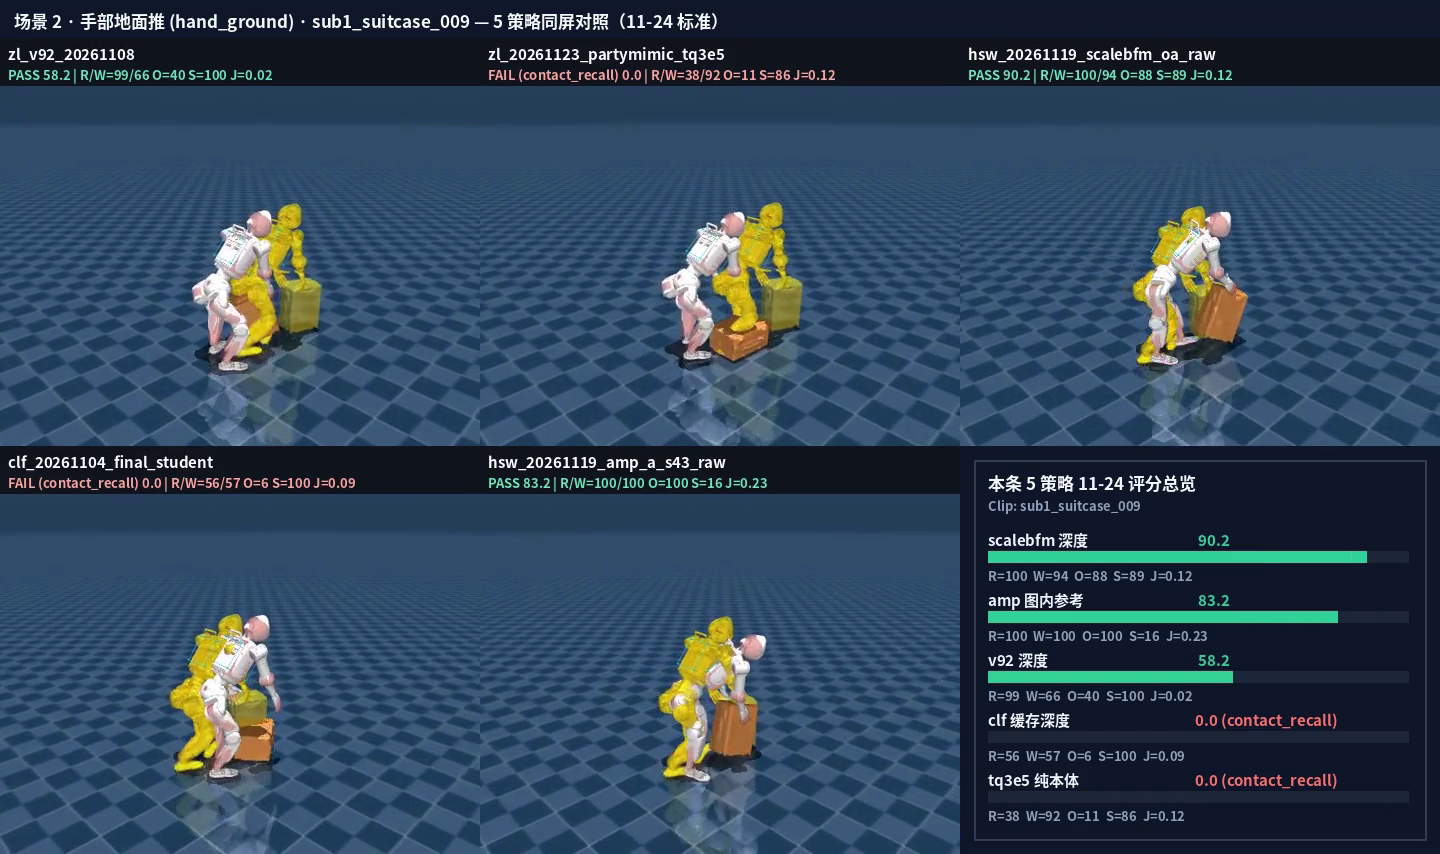 场景 2 · 手部地面推 (hand_ground) · sub1_suitcase_009 — 5 策略同屏对照（11-24 标准）
zl_v92_20261108
PASS 58.2 | R/W=99/66 O=40 S=100 J=0.02
zl_20261123_partymimic_tq3e5
FAIL (contact_recall) 0.0 | R/W=38/92 O=11 S=86 J=0.12
hsw_20261119_scalebfm_oa_raw
PASS 90.2 | R/W=100/94 O=88 S=89 J=0.12
clf_20261104_final_student
FAIL (contact_recall) 0.0 | R/W=56/57 O=6 S=100 J=0.09
hsw_20261119_amp_a_s43_raw
PASS 83.2 | R/W=100/100 O=100 S=16 J=0.23
本条 5 策略 11-24 评分总览
Clip: sub1_suitcase_009
scalebfm 深度 90.2
R=100 W=94 O=88 S=89 J=0.12
amp 图内参考 83.2
R=100 W=100 O=100 S=16 J=0.23
v92 深度 58.2
R=99 W=66 O=40 S=100 J=0.02
clf 缓存深度 0.0 (contact_recall)
R=56 W=57 O=6 S=100 J=0.09
tq3e5 纯本体 0.0 (contact_recall)
R=38 W=92 O=11 S=86 J=0.12